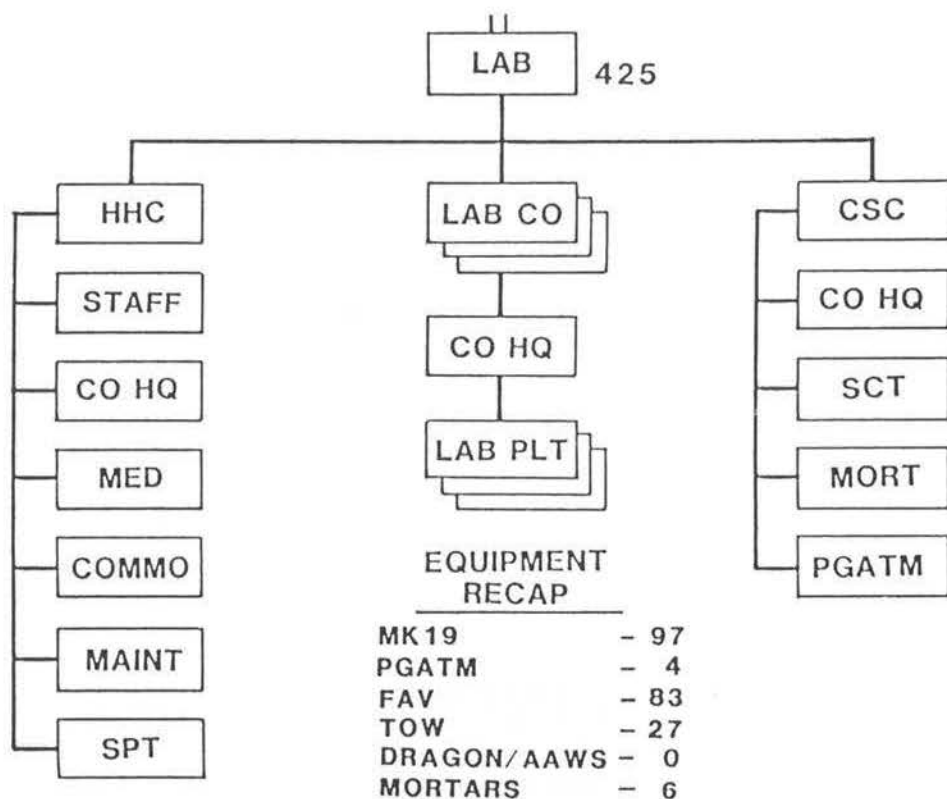 LAB
425
HHC
STAFF
CO HQ
MED
COMMO
MAINT
SPT
LAB CO
CO HQ
LAB PLT
CSC
CO HQ
SCT
MORT
PGATM
EQUIPMENT
RECAP
MK19 - 97
PGATM - 4
FAV - 83
TOW - 27
DRAGON/AAWS - 0
MORTARS - 6